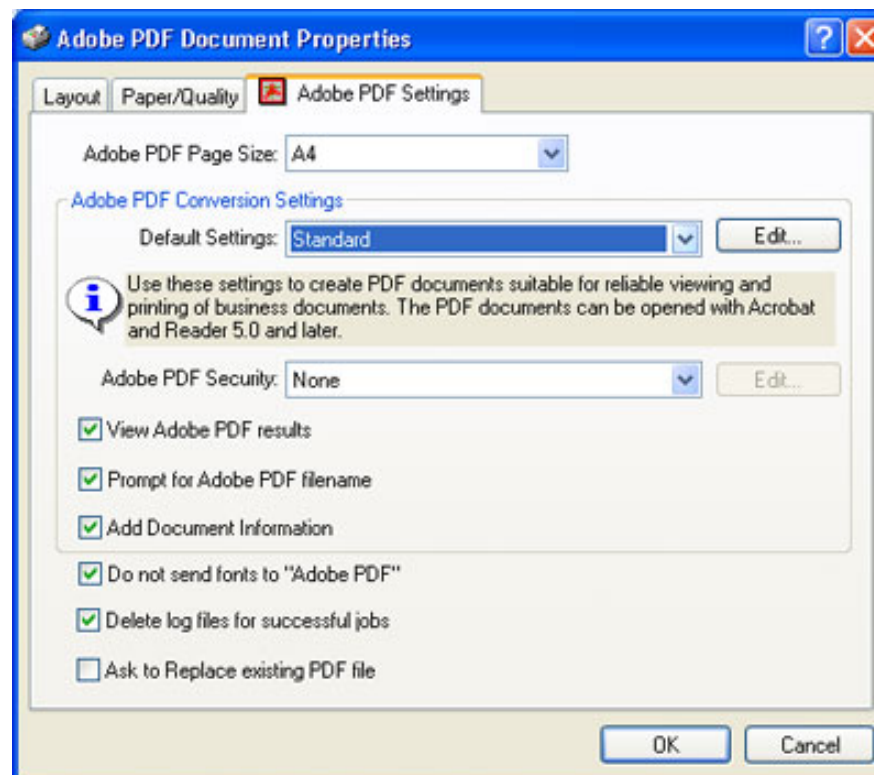 Adobe PDF Document Properties
?
Layout Paper/Quality Adobe PDF Settings
Adobe PDF Page Size: A4
Adobe PDF Conversion Settings
Default Settings: Standard Edit...
Use these settings to create PDF documents suitable for reliable viewing and
printing of business documents. The PDF documents can be opened with Acrobat
and Reader 5.0 and later.
Adobe PDF Security: None Edit...
View Adobe PDF results
Prompt for Adobe PDF filename
Add Document Information
Do not send fonts to "Adobe PDF"
Delete log files for successful jobs
Ask to Replace existing PDF file
OK Cancel